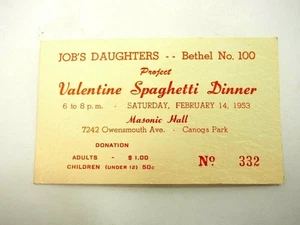 JOB'S DAUGHTERS -- Bethel No. 100
Project
Valentine Spaghetti Dinner
6 to 8 p.m. - SATURDAY, FEBRUARY 14, 1953
Masonic Hall
7242 Owensmouth Ave. - Canoga Park
DONATION
ADULTS - $1.00
CHILDREN (UNDER 12) 50c
No 332